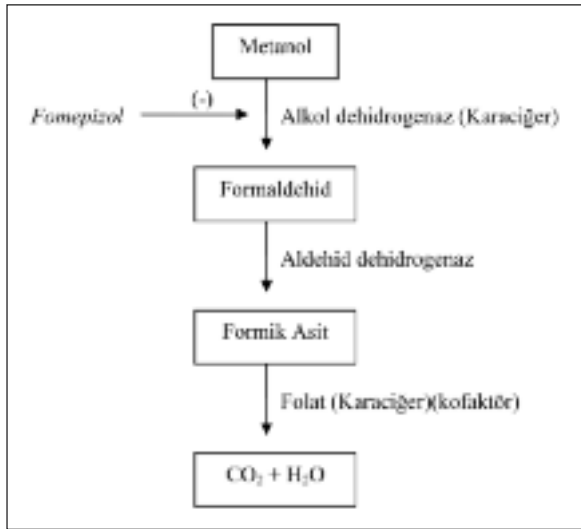 Metanol
(-)
Fomepizol
Alkol dehidrogenaz (Karaciğer)
Formaldehid
Aldehid dehidrogenaz
Formik Asit
Folat (Karaciğer)(kofaktör)
CO₂ + H₂O